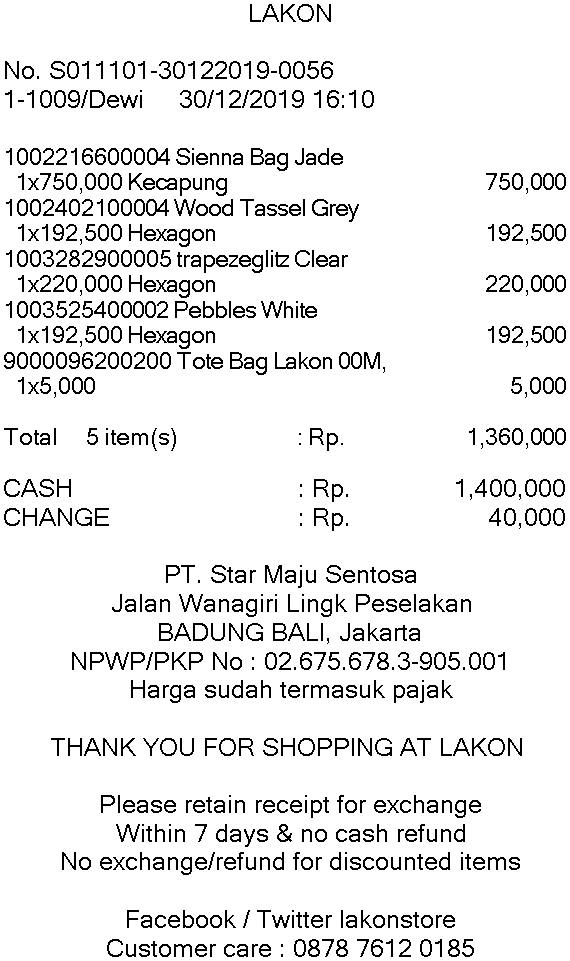 LAKON
No. S011101-30122019-0056
1-1009/Dewi 30/12/2019 16:10
1002216600004 Sienna Bag Jade
1x750,000 Kecapung 750,000
1002402100004 Wood Tassel Grey
1x192,500 Hexagon 192,500
1003282900005 trapezeglitz Clear
1x220,000 Hexagon 220,000
1003525400002 Pebbles White
1x192,500 Hexagon 192,500
9000096200200 Tote Bag Lakon 00M,
1x5,000 5,000
Total 5 item(s) : Rp. 1,360,000
CASH : Rp. 1,400,000
CHANGE : Rp. 40,000
PT. Star Maju Sentosa
Jalan Wanagiri Lingk Peselakan
BADUNG BALI, Jakarta
NPWP/PKP No : 02.675.678.3-905.001
Harga sudah termasuk pajak
THANK YOU FOR SHOPPING AT LAKON
Please retain receipt for exchange
Within 7 days & no cash refund
No exchange/refund for discounted items
Facebook / Twitter lakonstore
Customer care : 0878 7612 0185